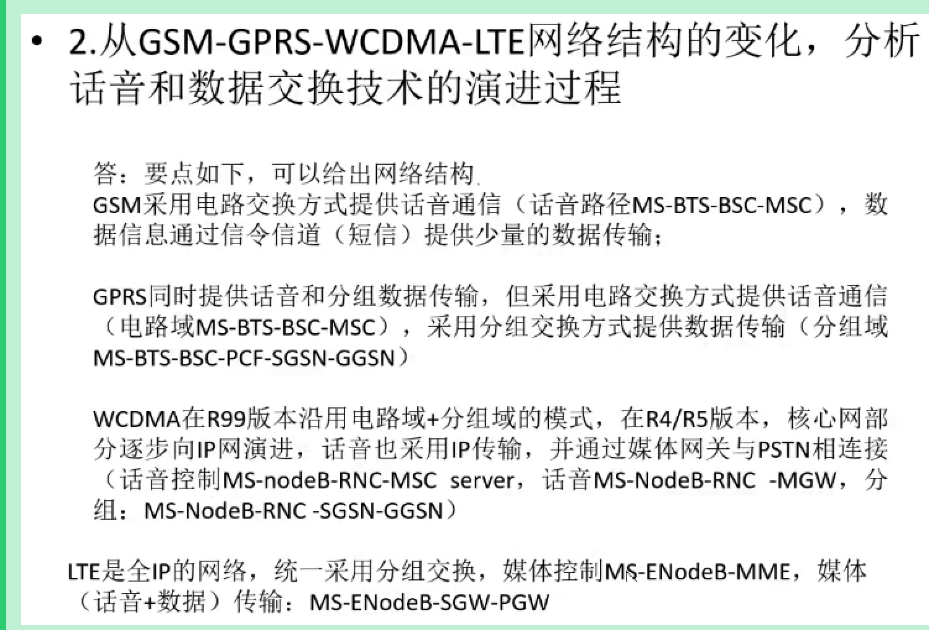 • 2.从GSM-GPRS-WCDMA-LTE网络结构的变化，分析
话音和数据交换技术的演进过程
答：要点如下，可以给出网络结构.
GSM采用电路交换方式提供话音通信（话音路径MS-BTS-BSC-MSC），数
据信息通过信令信道（短信）提供少量的数据传输；
GPRS同时提供话音和分组数据传输，但采用电路交换方式提供话音通信
（电路域MS-BTS-BSC-MSC），采用分组交换方式提供数据传输（分组域
MS-BTS-BSC-PCF-SGSN-GGSN）
WCDMA在R99版本沿用电路域+分组域的模式，在R4/R5版本，核心网部
分逐步向IP网演进，话音也采用IP传输，并通过媒体网关与PSTN相连接
（话音控制MS-nodeB-RNC-MSC server，话音MS-NodeB-RNC -MGW，分
组：MS-NodeB-RNC -SGSN-GGSN）
LTE是全IP的网络，统一采用分组交换，媒体控制MS-ENodeB-MME，媒体
（话音+数据）传输：MS-ENodeB-SGW-PGW